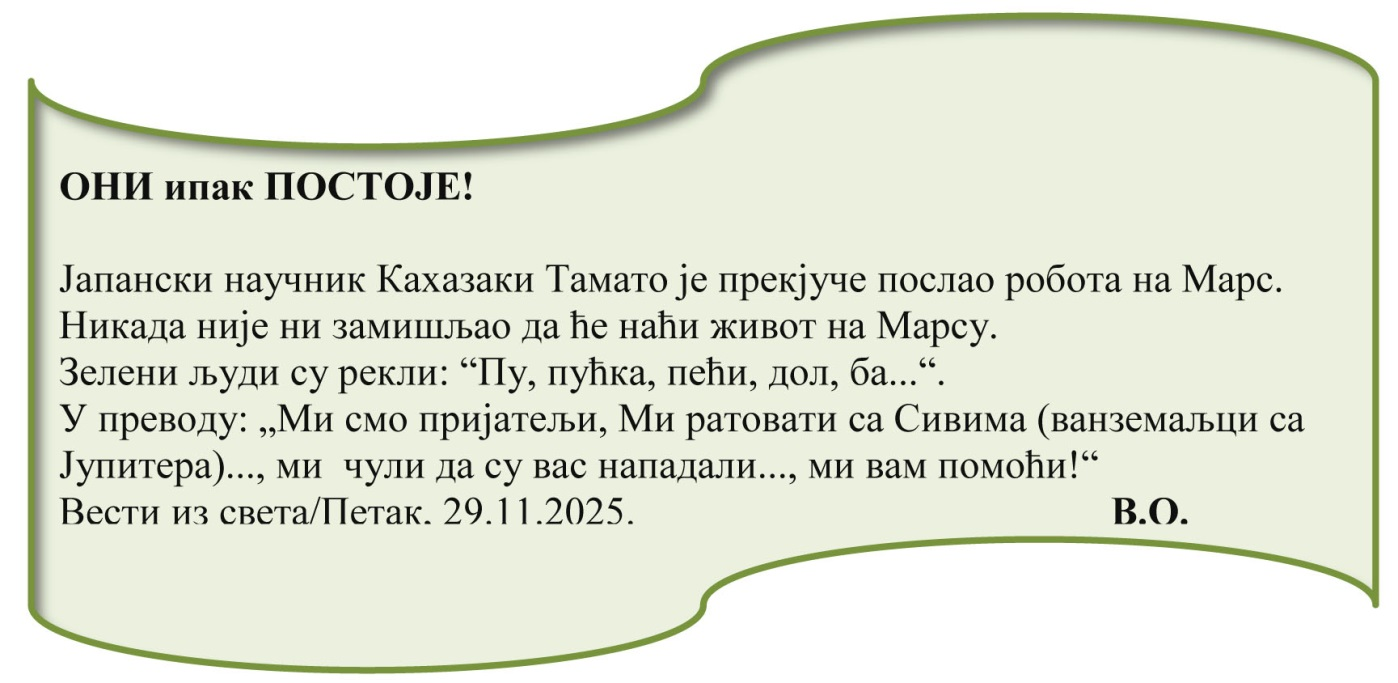 ОНИ ипак ПОСТОЈЕ!
Јапански научник Кахазаки Тамато је прекјуче послао робота на Марс.
Никада није ни замишљао да ће наћи живот на Марсу.
Зелени људи су рекли: “Пу, пућка, пећи, дол, ба...“.
У преводу: „Ми смо пријатељи, Ми ратовати са Сивима (ванземаљци са
Јупитера)..., ми  чули да су вас нападали..., ми вам помоћи!“
Вести из света/Петак, 29.11.2025. В.О.